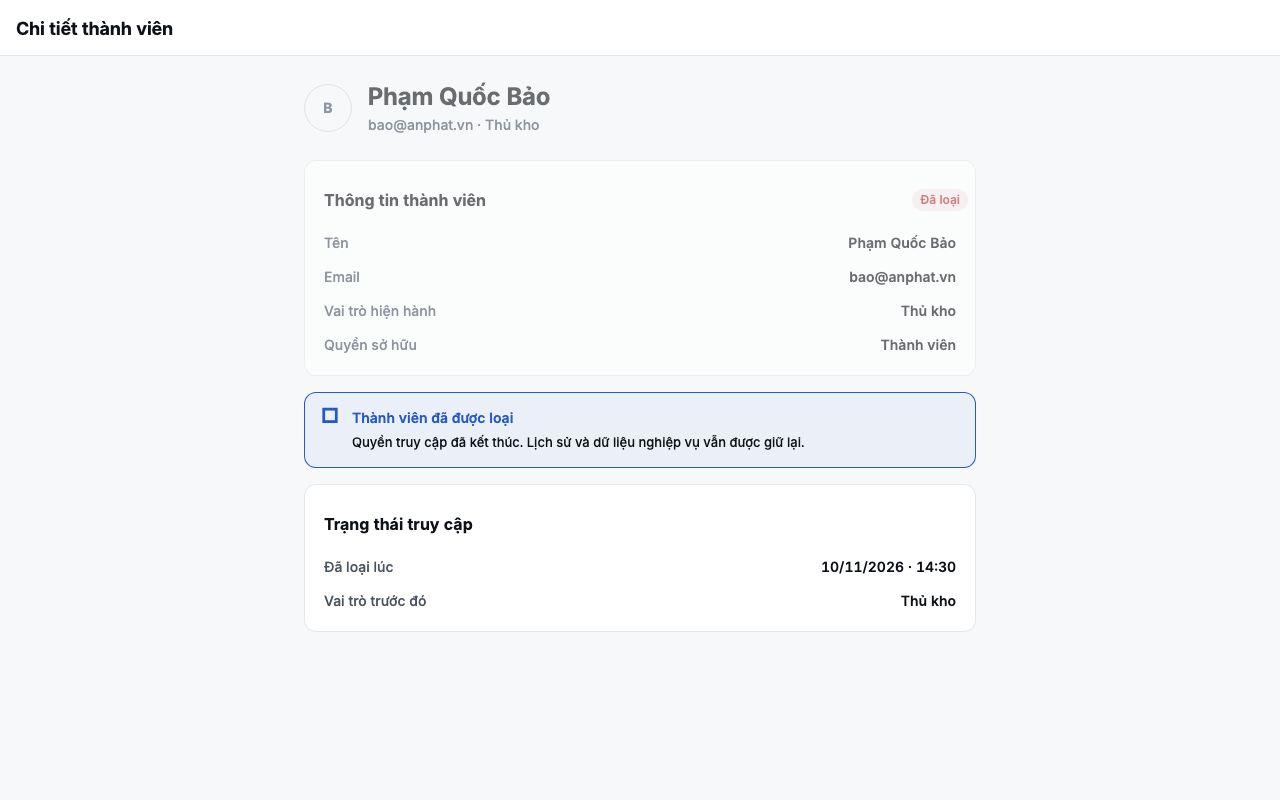 Chi tiết thành viên
B
Phạm Quốc Bảo
bao@anphat.vn · Thủ kho
Thông tin thành viên
Đã loại
Tên
Phạm Quốc Bảo
Email
bao@anphat.vn
Vai trò hiện hành
Thủ kho
Quyền sở hữu
Thành viên
Thành viên đã được loại
Quyền truy cập đã kết thúc. Lịch sử và dữ liệu nghiệp vụ vẫn được giữ lại.
Trạng thái truy cập
Đã loại lúc
10/11/2026 · 14:30
Vai trò trước đó
Thủ kho